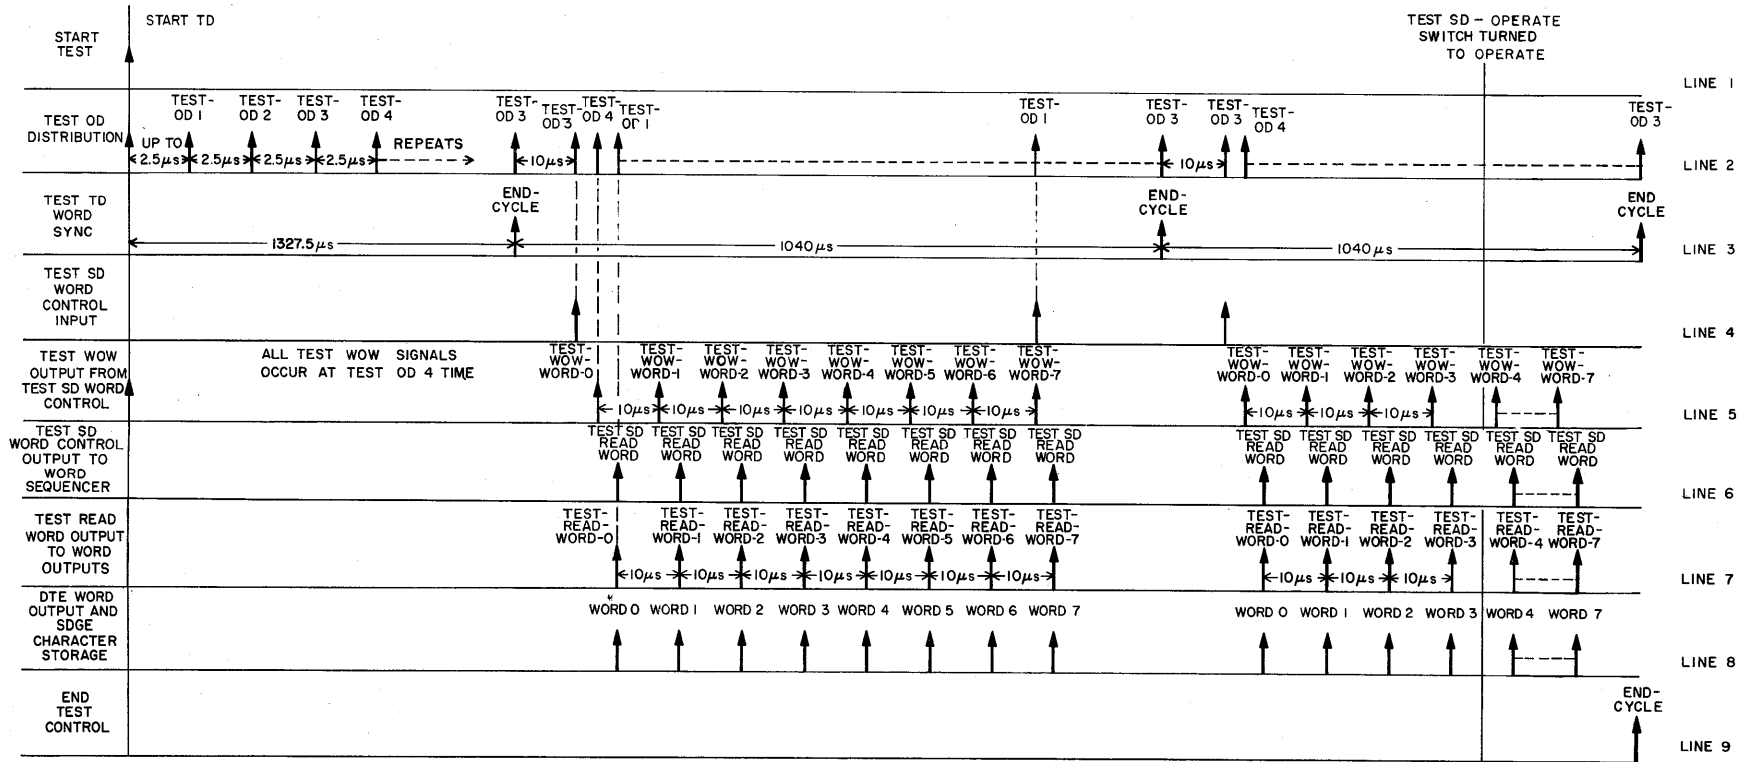 START TD
TEST SD - OPERATE
SWITCH TURNED
TO OPERATE
START
TEST
LINE 1
TEST OD
DISTRIBUTION
TEST-
OD 1
TEST-
OD 2
TEST-
OD 3
TEST-
OD 4
TEST-
OD 3
TEST-
OD 3
TEST-
OD 4
TEST-
OD 1
TEST-
OD 1
TEST-
OD 3
TEST-
OD 3
TEST-
OD 4
TEST-
OD 3
UP TO
2.5µs
2.5µs
2.5µs
2.5µs
REPEATS
10µs
10µs
LINE 2
TEST TD
WORD
SYNC
END-
CYCLE
END-
CYCLE
END
CYCLE
1327.5µs
1040µs
1040µs
LINE 3
TEST SD
WORD
CONTROL
INPUT
LINE 4
TEST WOW
OUTPUT FROM
TEST SD WORD
CONTROL
ALL TEST WOW SIGNALS
OCCUR AT TEST OD 4 TIME
TEST-
WOW-
WORD-0
TEST-
WOW-
WORD-1
TEST-
WOW-
WORD-2
TEST-
WOW-
WORD-3
TEST-
WOW-
WORD-4
TEST-
WOW-
WORD-5
TEST-
WOW-
WORD-6
TEST-
WOW-
WORD-7
TEST-
WOW-
WORD-0
TEST-
WOW-
WORD-1
TEST-
WOW-
WORD-2
TEST-
WOW-
WORD-3
TEST-
WOW-
WORD-4
TEST-
WOW-
WORD-7
10µs
10µs
10µs
10µs
10µs
10µs
10µs
10µs
10µs
10µs
LINE 5
TEST SD
WORD CONTROL
OUTPUT TO
WORD
SEQUENCER
TEST SD
READ
WORD
TEST SD
READ
WORD
TEST SD
READ
WORD
TEST SD
READ
WORD
TEST SD
READ
WORD
TEST SD
READ
WORD
TEST SD
READ
WORD
TEST SD
READ
WORD
TEST SD
READ
WORD
TEST SD
READ
WORD
TEST SD
READ
WORD
TEST SD
READ
WORD
TEST SD
READ
WORD
TEST SD
READ
WORD
LINE 6
TEST READ
WORD OUTPUT
TO WORD
OUTPUTS
TEST-
READ-
WORD-0
TEST-
READ-
WORD-1
TEST-
READ-
WORD-2
TEST-
READ-
WORD-3
TEST-
READ-
WORD-4
TEST-
READ-
WORD-5
TEST-
READ-
WORD-6
TEST-
READ-
WORD-7
TEST-
READ-
WORD-0
TEST-
READ-
WORD-1
TEST-
READ-
WORD-2
TEST-
READ-
WORD-3
TEST-
READ-
WORD-4
TEST-
READ-
WORD-7
10µs
10µs
10µs
10µs
10µs
10µs
10µs
10µs
10µs
10µs
LINE 7
DTE WORD
OUTPUT AND
SDGE
CHARACTER
STORAGE
WORD 0
WORD 1
WORD 2
WORD 3
WORD 4
WORD 5
WORD 6
WORD 7
WORD 0
WORD 1
WORD 2
WORD 3
WORD 4
WORD 7
LINE 8
END
TEST
CONTROL
END-
CYCLE
LINE 9